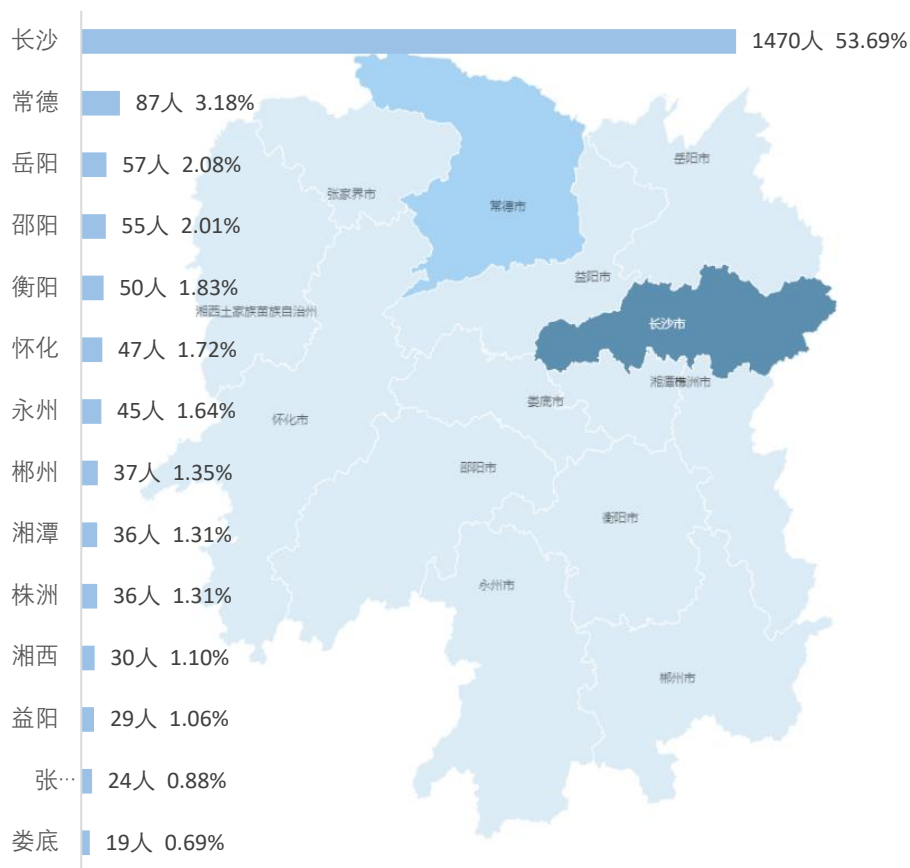 长沙 1470人 53.69%
常德 87人 3.18%
岳阳 57人 2.08%
邵阳 55人 2.01%
衡阳 50人 1.83%
怀化 47人 1.72%
永州 45人 1.64%
郴州 37人 1.35%
湘潭 36人 1.31%
株洲 36人 1.31%
湘西 30人 1.10%
益阳 29人 1.06%
张… 24人 0.88%
娄底 19人 0.69%
岳阳市
张家界市
常德市
益阳市
湘西土家族苗族自治州
长沙市
湘潭市
株洲市
娄底市
怀化市
邵阳市
衡阳市
永州市
郴州市